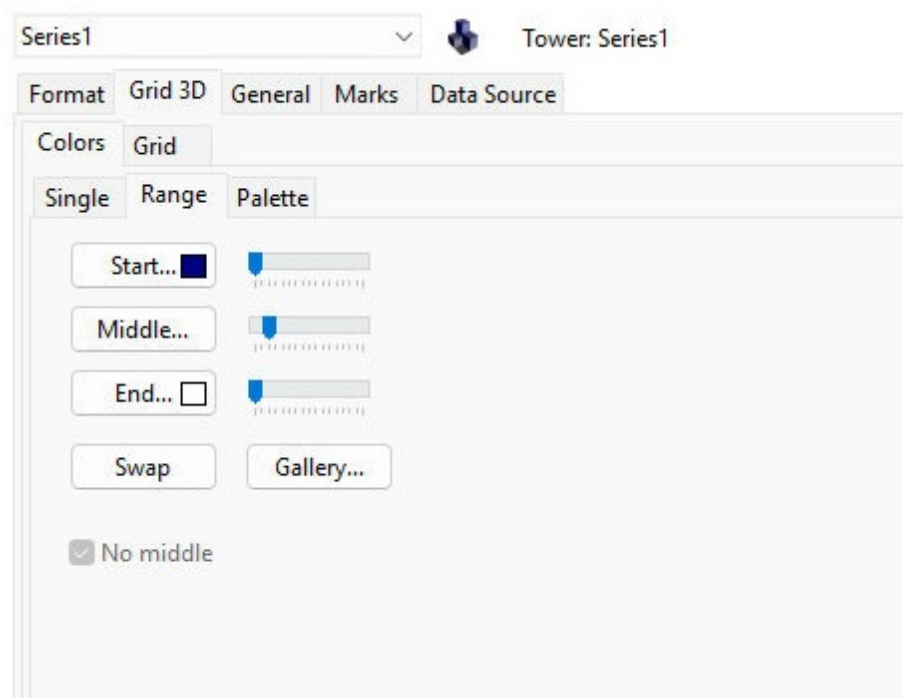 Series1 Tower: Series1
Format Grid 3D General Marks Data Source
Colors Grid
Single Range Palette
Start...
Middle...
End...
Swap Gallery...
No middle